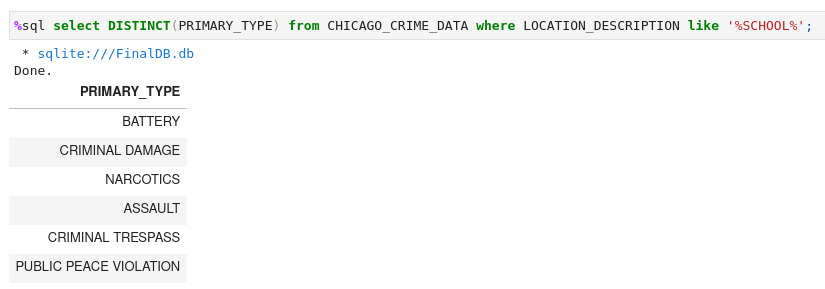 %sql select DISTINCT(PRIMARY_TYPE) from CHICAGO_CRIME_DATA where LOCATION_DESCRIPTION like '%SCHOOL%';
* sqlite:///FinalDB.db
Done.
PRIMARY_TYPE
BATTERY
CRIMINAL DAMAGE
NARCOTICS
ASSAULT
CRIMINAL TRESPASS
PUBLIC PEACE VIOLATION